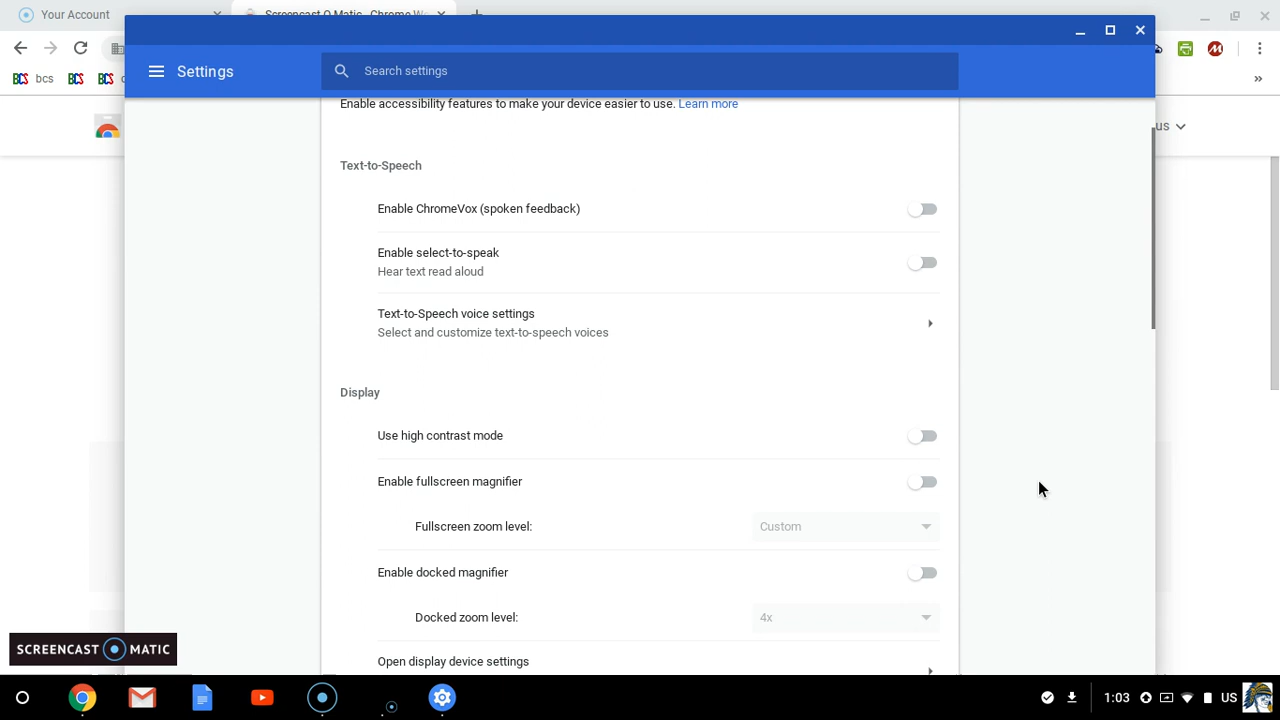 Your Account
Screencast-O-Matic - Chrome We
Settings
Search settings
BCS bcs BCS BCS
us
Enable accessibility features to make your device easier to use. Learn more
Text-to-Speech
Enable ChromeVox (spoken feedback)
Enable select-to-speak
Hear text read aloud
Text-to-Speech voice settings
Select and customize text-to-speech voices
Display
Use high contrast mode
Enable fullscreen magnifier
Fullscreen zoom level: Custom
Enable docked magnifier
Docked zoom level: 4x
Open display device settings
SCREENCAST MATIC
1:03 US